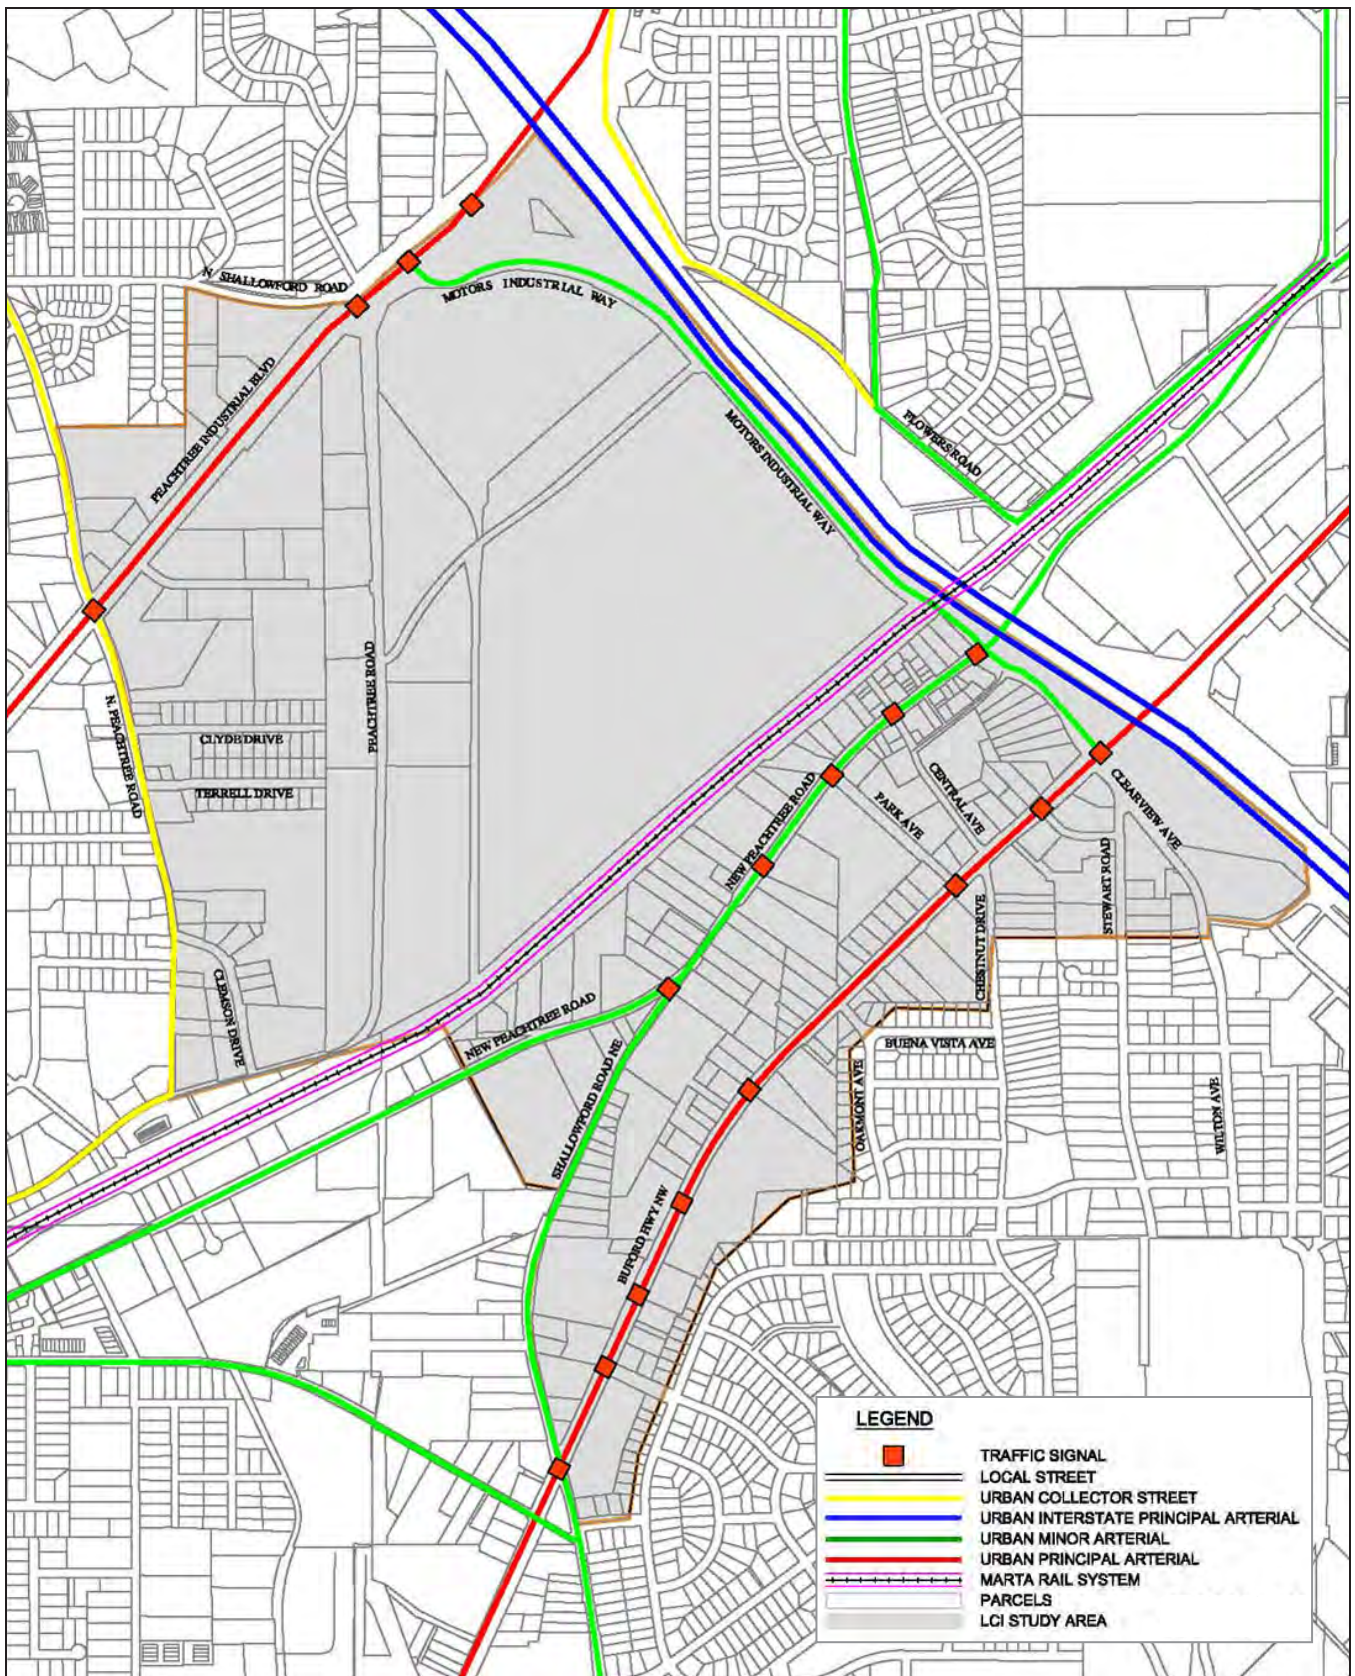 N. SHALLOWFORD ROAD
MOTORS INDUSTRIAL WAY
PEACHTREE INDUSTRIAL BLVD
MOTORS INDUSTRIAL WAY
FLOWERS ROAD
PEACHTREE ROAD
N. PEACHTREE ROAD
CLYDE DRIVE
TERRELL DRIVE
NEW PEACHTREE ROAD
PARK AVE
CENTRAL AVE
CLEARVIEW AVE
STEWART ROAD
CHESTNUT DRIVE
CLEMSON DRIVE
NEW PEACHTREE ROAD
SHALLOWFORD ROAD NE
BUENA VISTA AVE
OAKMONT AVE
WILTON AVE
BUFORD HWY NW
LEGEND
TRAFFIC SIGNAL
LOCAL STREET
URBAN COLLECTOR STREET
URBAN INTERSTATE PRINCIPAL ARTERIAL
URBAN MINOR ARTERIAL
URBAN PRINCIPAL ARTERIAL
MARTA RAIL SYSTEM
PARCELS
LCI STUDY AREA